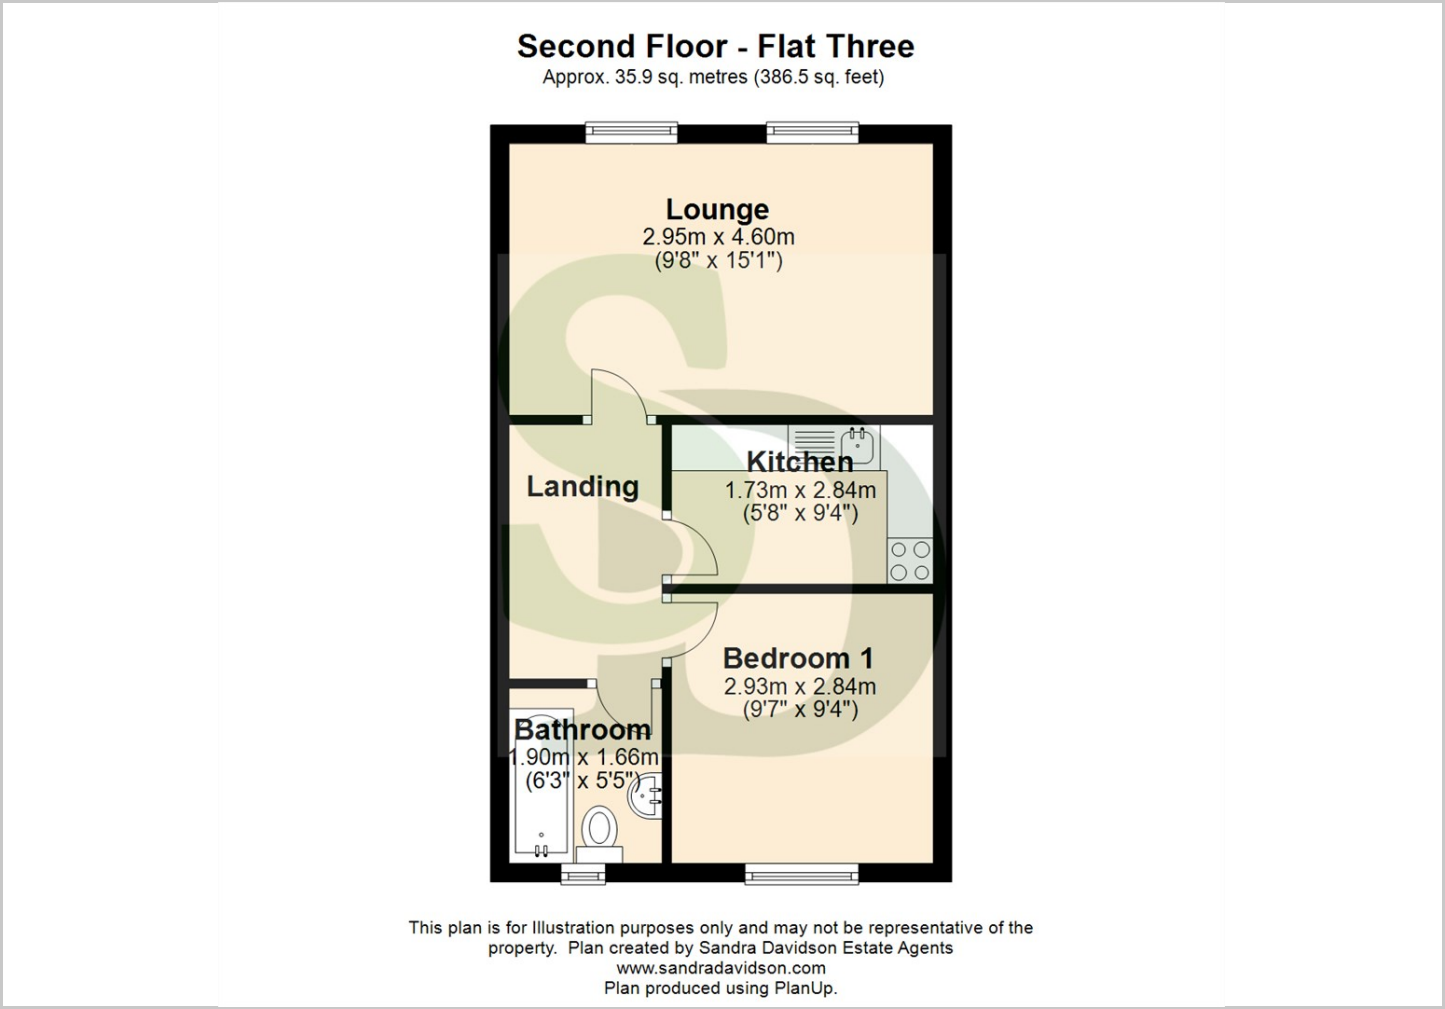 Second Floor - Flat Three
Approx. 35.9 sq. metres (386.5 sq. feet)
Lounge
2.95m x 4.60m
(9'8" x 15'1")
Landing
Kitchen
1.73m x 2.84m
(5'8" x 9'4")
Bedroom 1
2.93m x 2.84m
(9'7" x 9'4")
Bathroom
1.90m x 1.66m
(6'3" x 5'5")
SD
This plan is for Illustration purposes only and may not be representative of the
property.  Plan created by Sandra Davidson Estate Agents
www.sandradavidson.com
Plan produced using PlanUp.